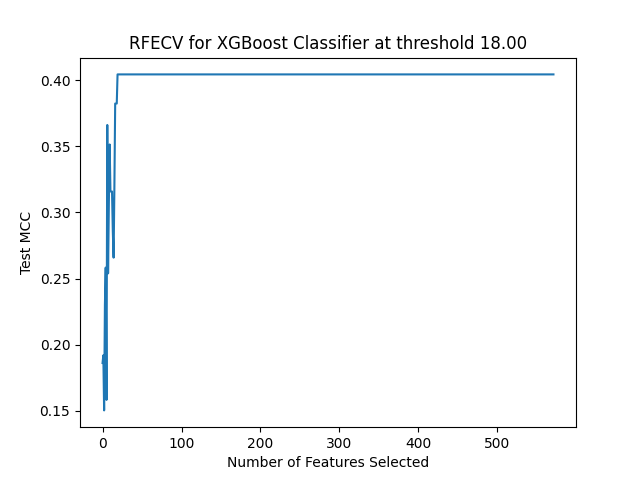 RFECV for XGBoost Classifier at threshold 18.00
0.40
0.35
0.30
0.25
0.20
0.15
Test MCC
0 100 200 300 400 500
Number of Features Selected